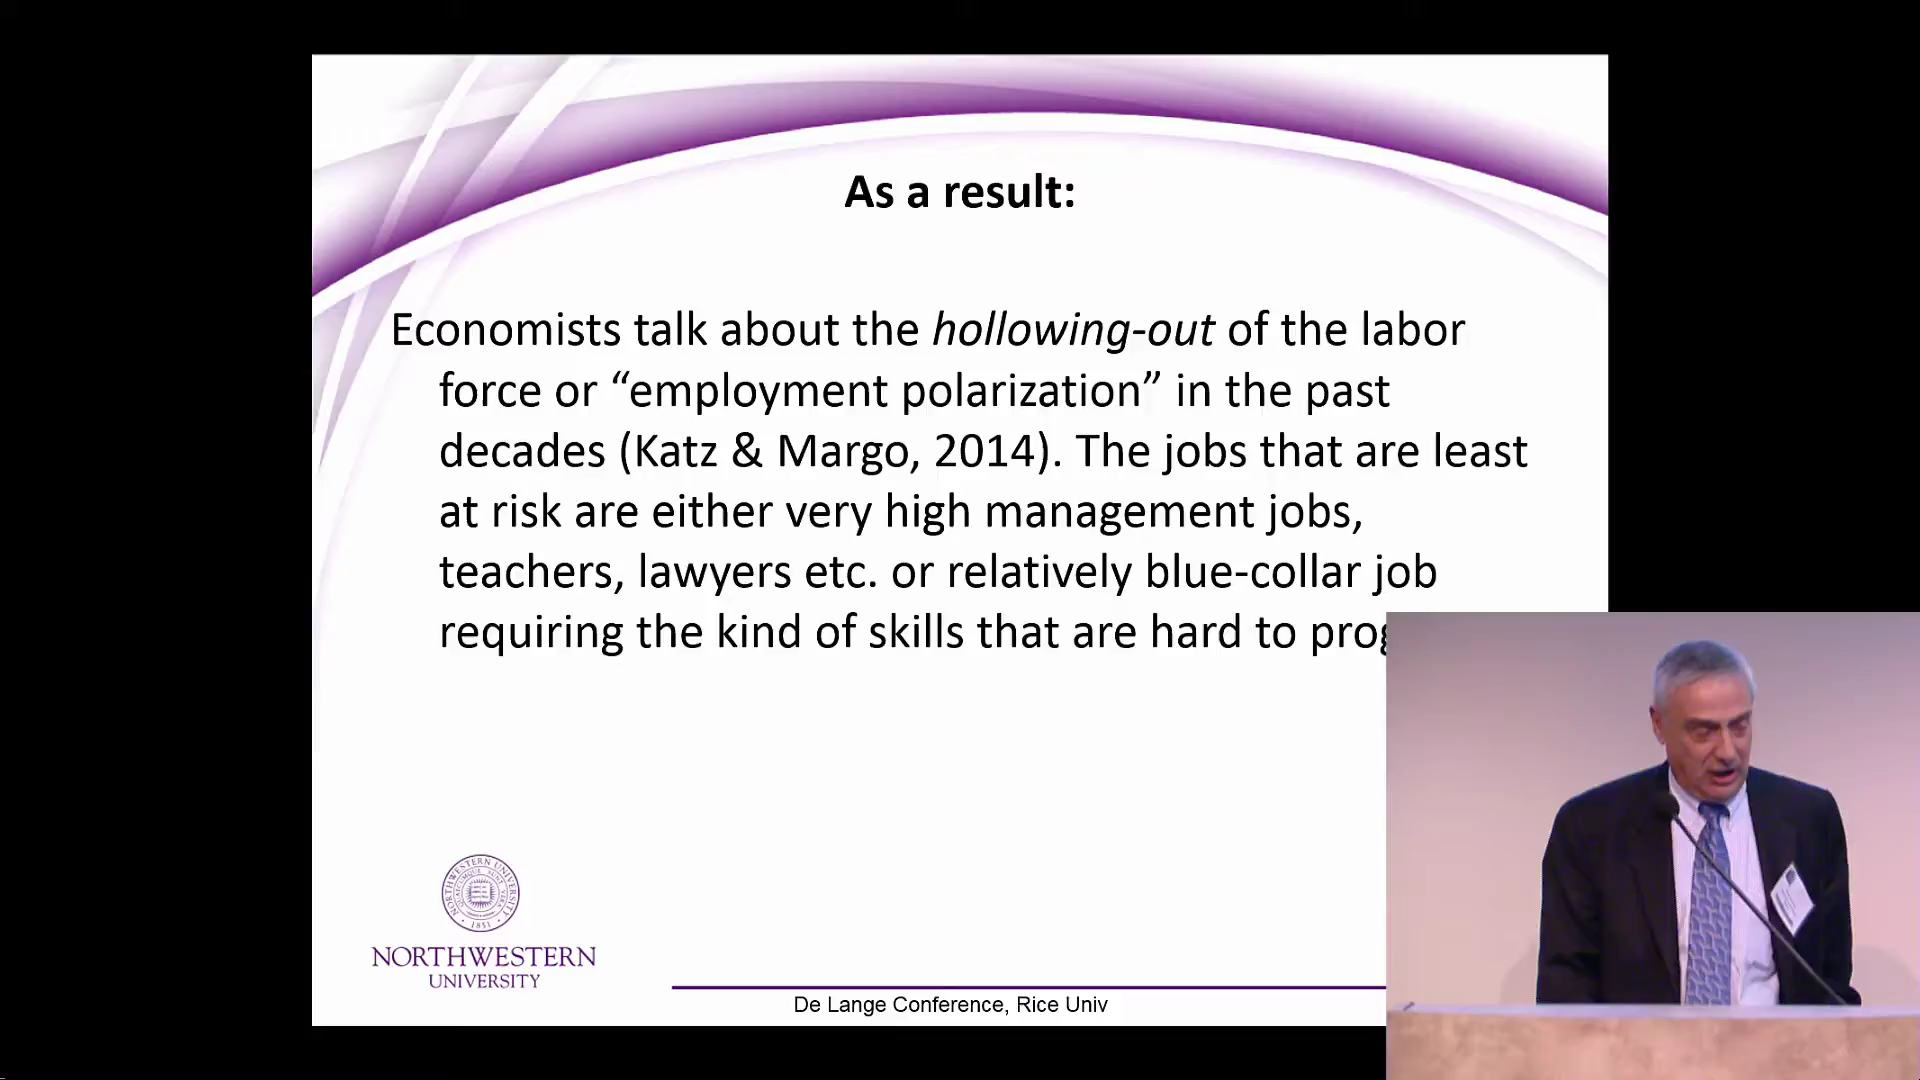 As a result:
Economists talk about the hollowing-out of the labor
force or “employment polarization” in the past
decades (Katz & Margo, 2014). The jobs that are least
at risk are either very high management jobs,
teachers, lawyers etc. or relatively blue-collar job
requiring the kind of skills that are hard to
NORTHWESTERN UNIVERSITY
1851
NORTHWESTERN
UNIVERSITY
De Lange Conference, Rice Univ